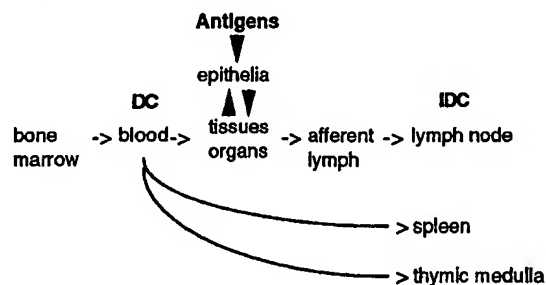 Antigens
epithelia
DC IDC
bone -> blood -> tissues -> afferent -> lymph node
marrow organs lymph
> spleen
> thymic medulla